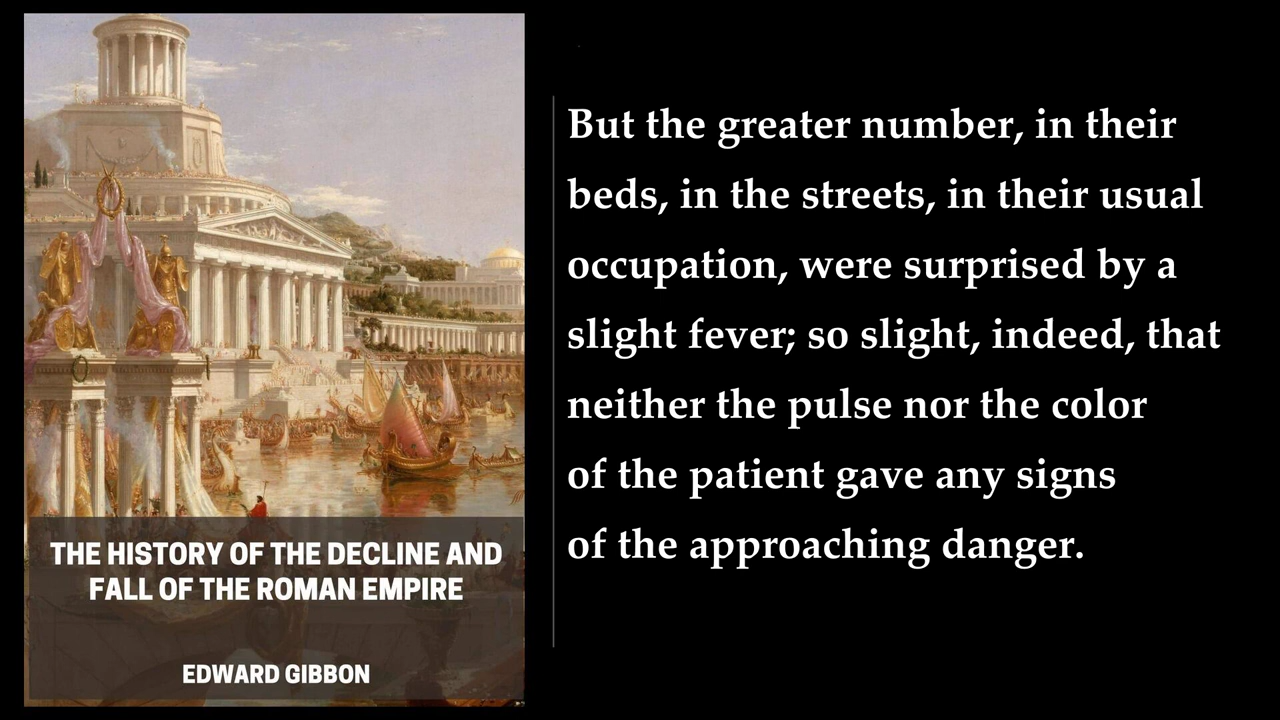 But the greater number, in their
beds, in the streets, in their usual
occupation, were surprised by a
slight fever; so slight, indeed, that
neither the pulse nor the color
of the patient gave any signs
of the approaching danger.
THE HISTORY OF THE DECLINE AND
FALL OF THE ROMAN EMPIRE
EDWARD GIBBON